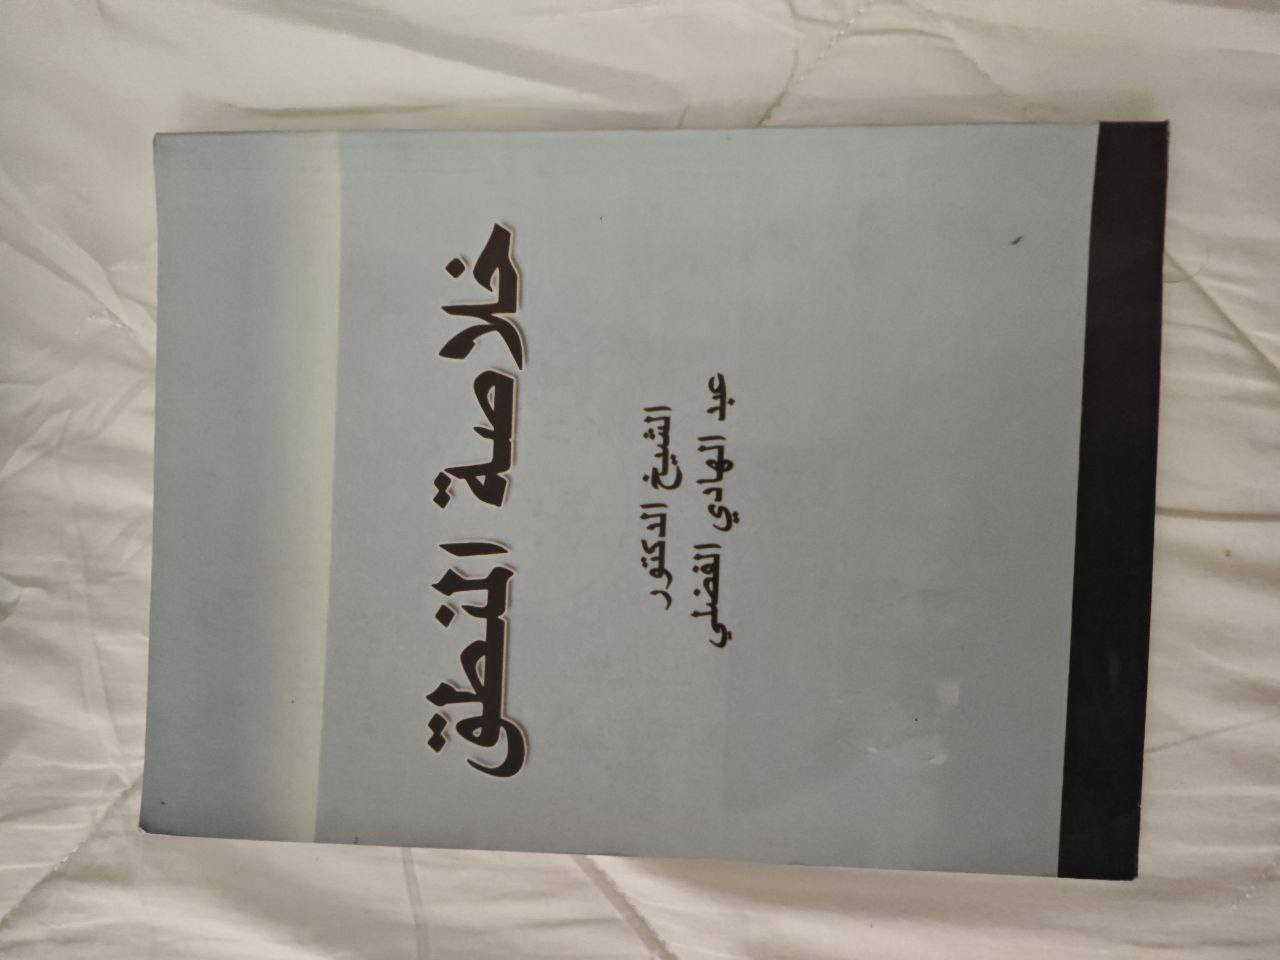 خلاصة المنطق
الشيخ الدكتور
عبد الهادي الفضلي